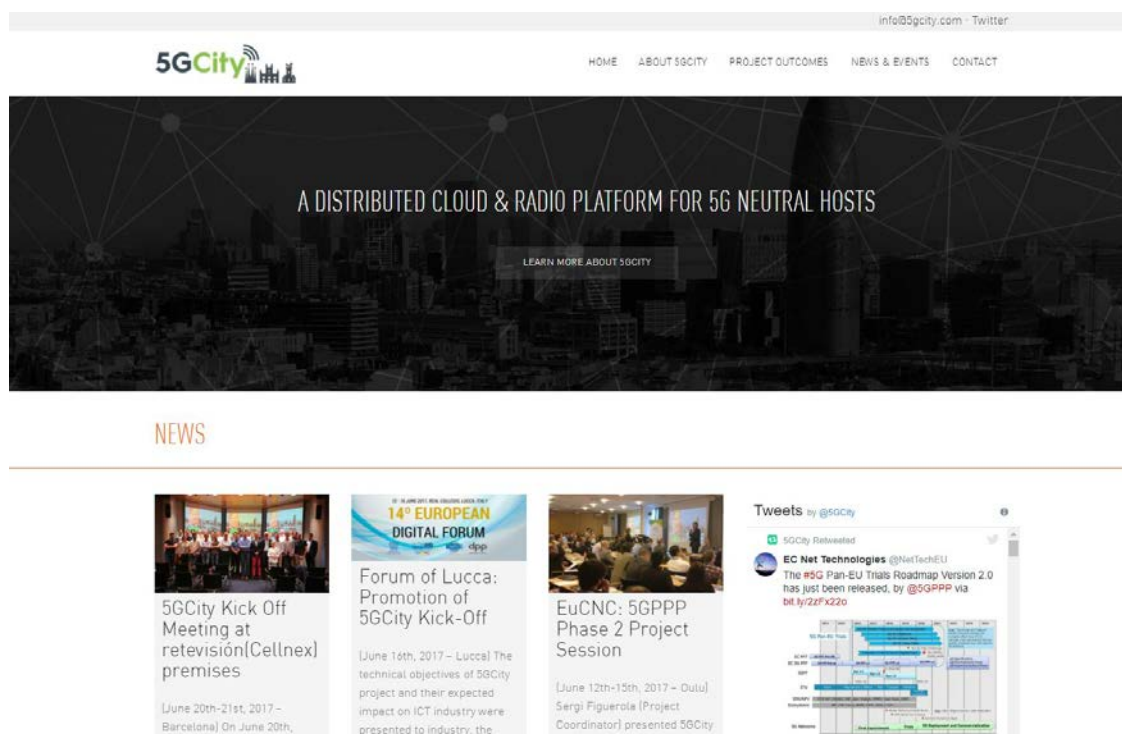 info@5gcity.com - Twitter
5GCity
HOME ABOUT 5GCITY PROJECT OUTCOMES NEWS & EVENTS CONTACT
A DISTRIBUTED CLOUD & RADIO PLATFORM FOR 5G NEUTRAL HOSTS
LEARN MORE ABOUT 5GCITY
NEWS
5GCity Kick Off
Meeting at
retevisión(Cellnex)
premises
(June 20th-21st, 2017 –
Barcelona) On June 20th,
14º EUROPEAN
DIGITAL FORUM
dpp
Forum of Lucca:
Promotion of
5GCity Kick-Off
(June 16th, 2017 – Lucca) The
technical objectives of 5GCity
project and their expected
impact on ICT industry were
presented to industry, the
EuCNC: 5GPPP
Phase 2 Project
Session
(June 12th-15th, 2017 – Oulu)
Sergi Figuerola (Project
Coordinator) presented 5GCity
Tweets by @5GCity
5GCity Retweeted
EC Net Technologies @NetTechEU
The #5G Pan-EU Trials Roadmap Version 2.0
has just been released, by @5GPPP via
bit.ly/2zFx22o